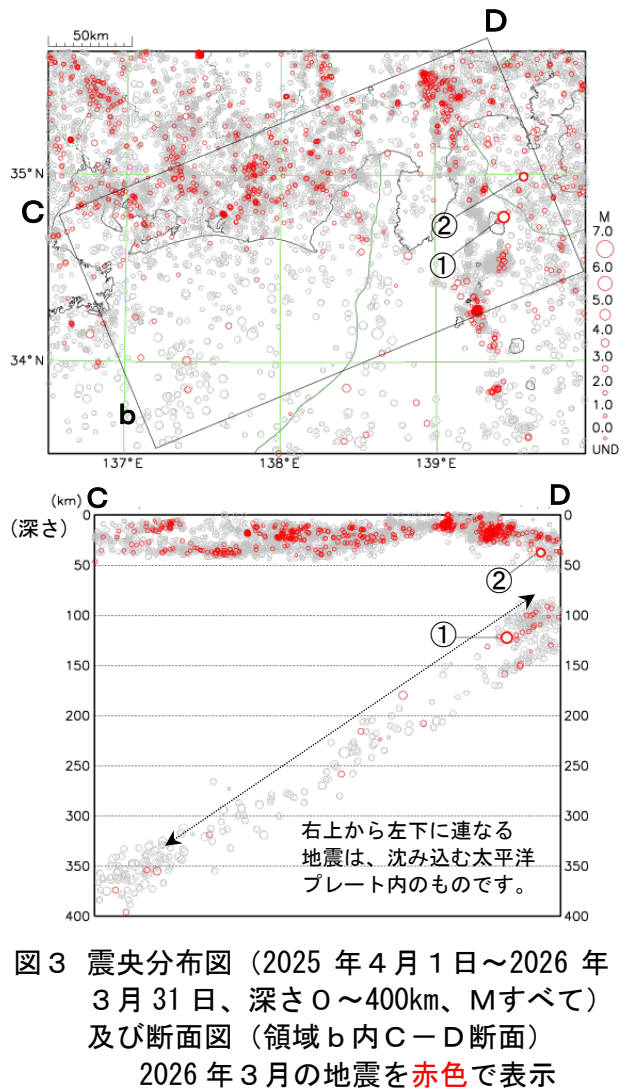 50km
D
35°N
C
②
①
M
7.0
6.0
5.0
4.0
3.0
2.0
1.0
0.0
UND
34°N
b
137°E
138°E
139°E
(km) C D
(深さ)
0 0
50 50
②
100 100
① 
150 150
200 200
250 250
300 300
右上から左下に連なる
地震は、沈み込む太平洋
プレート内のものです。
350 350
400 400
図3 震央分布図（2025 年4月1日～2026 年
3月 31 日、深さ0～400km、Mすべて）
及び断面図（領域b内C－D断面）
2026 年3月の地震を赤色で表示